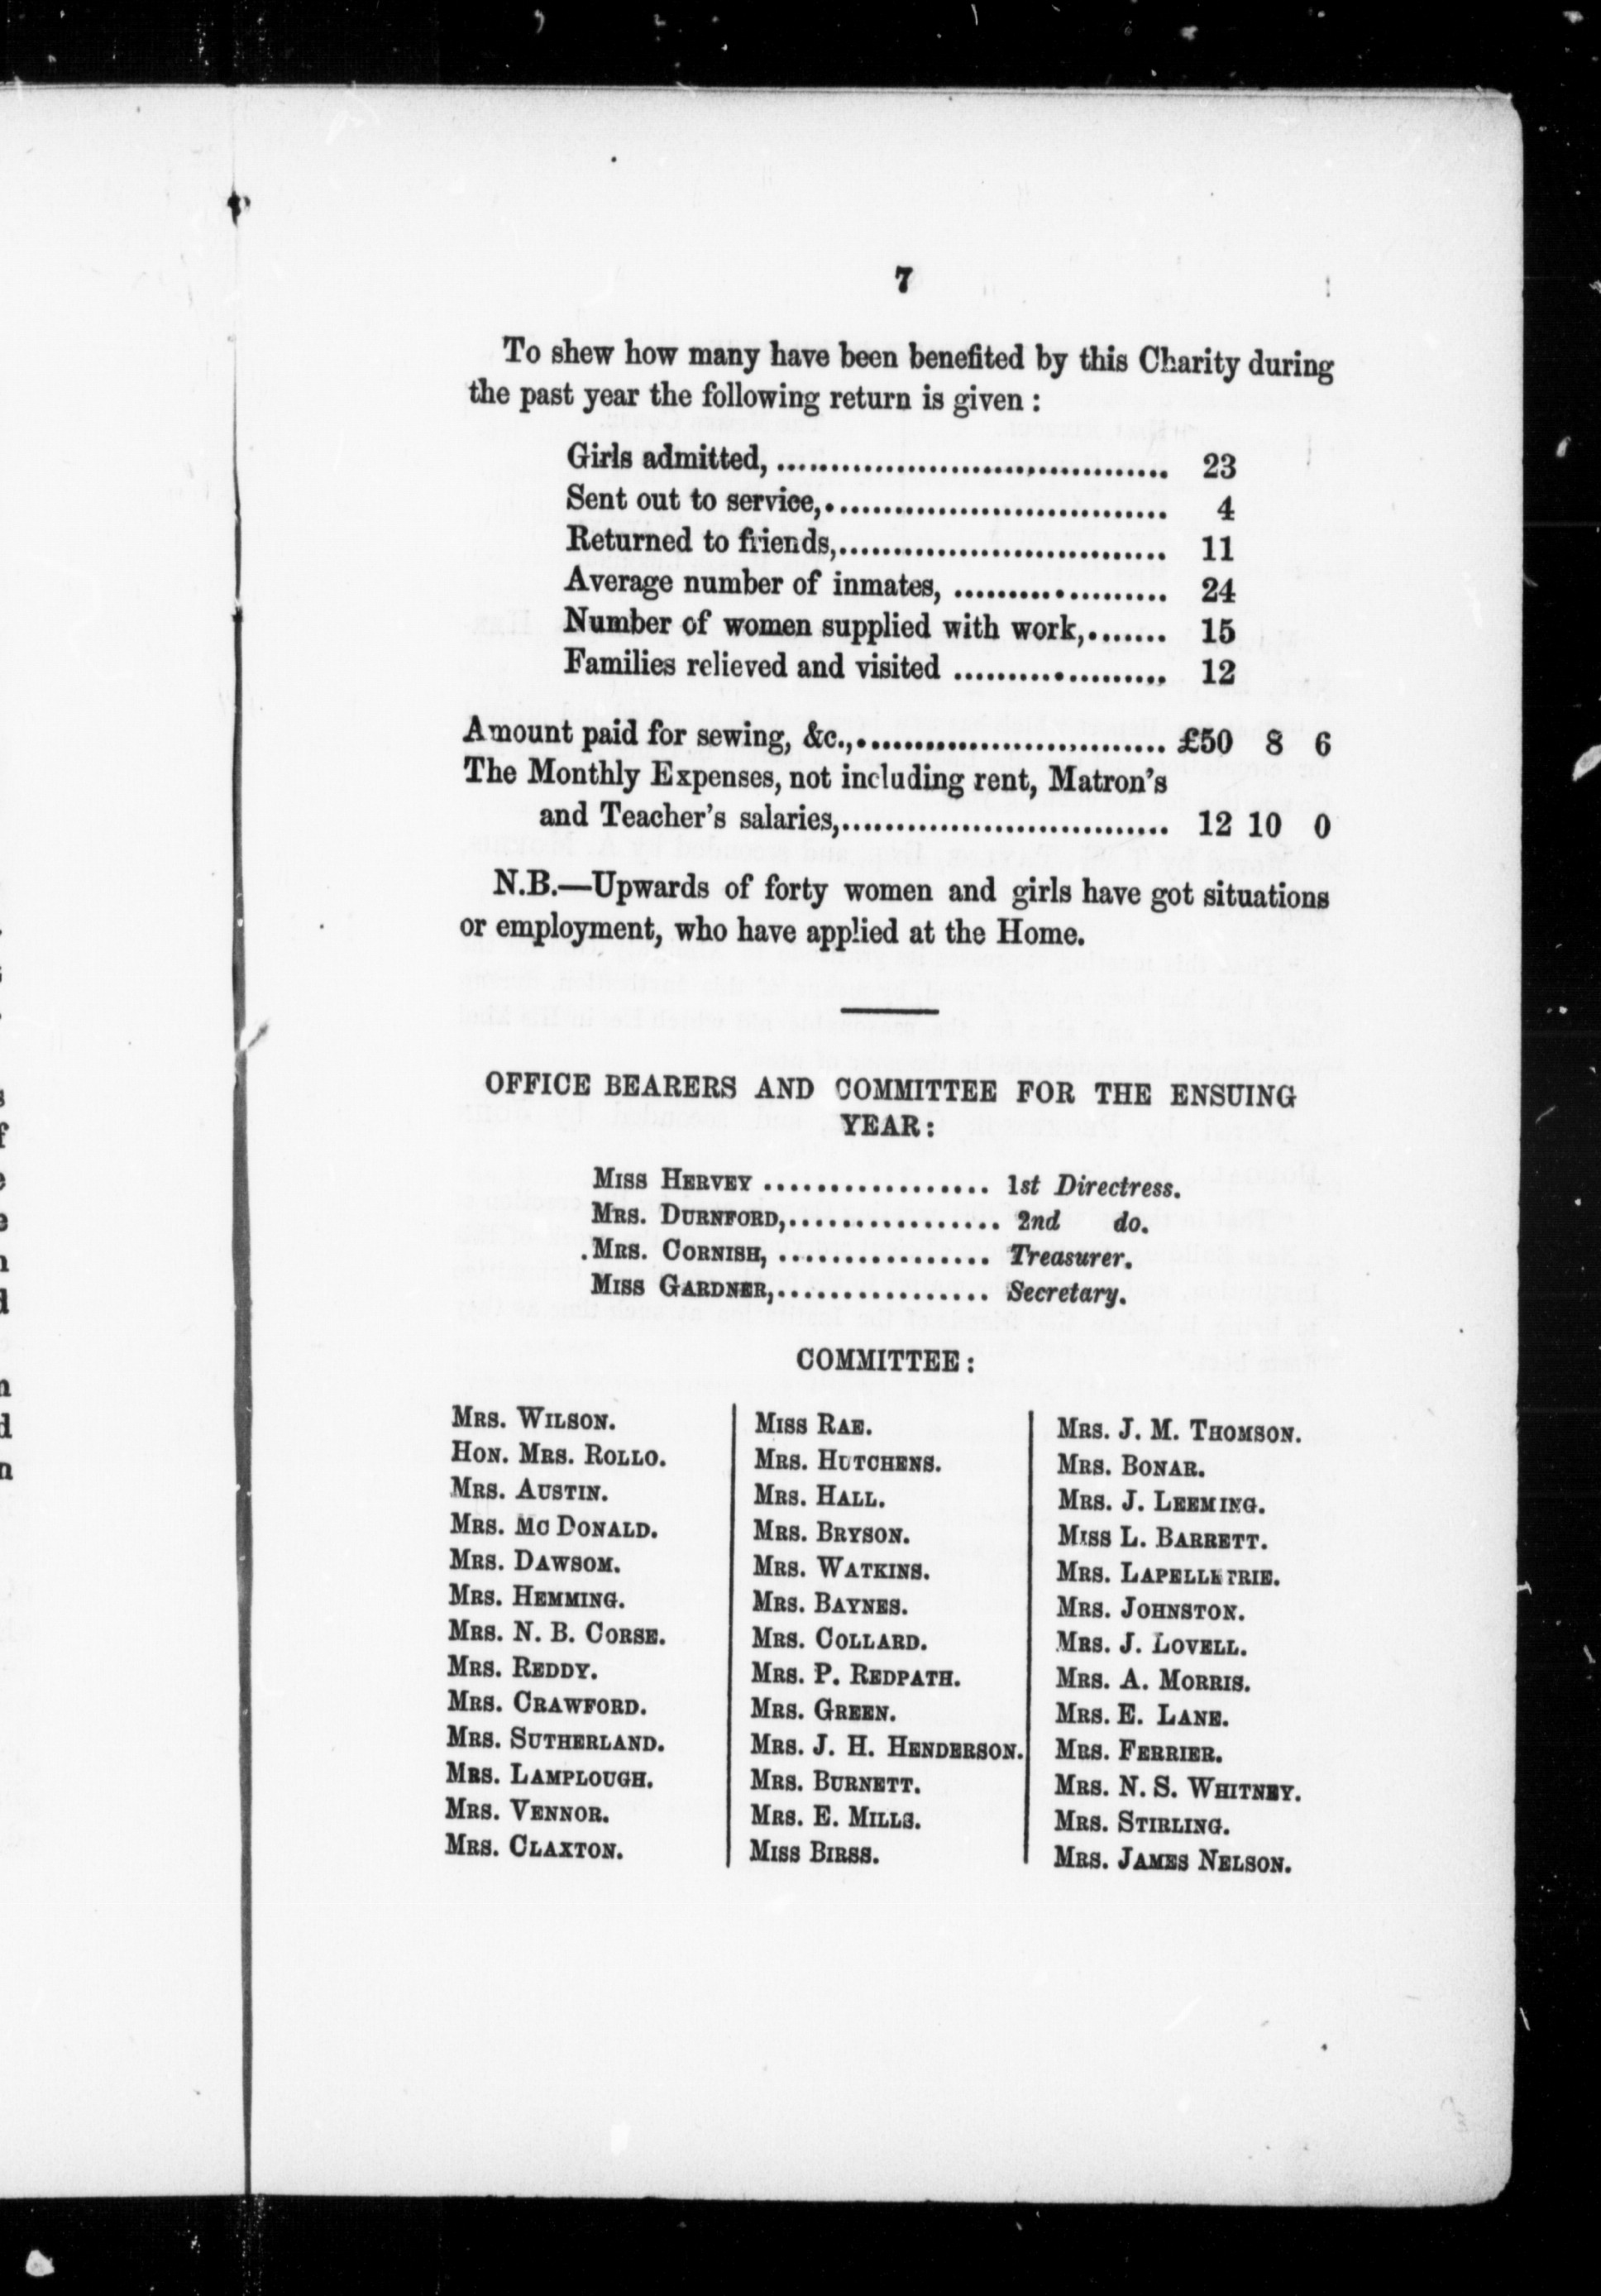 7
To shew how many have been benefited by this Charity during
the past year the following return is given :
Girls admitted, .................................... 23
Sent out to service,................................ 4
Returned to friends,............................... 11
Average number of inmates, .................... 24
Number of women supplied with work,....... 15
Families relieved and visited .................... 12
Amount paid for sewing, &c.,............................. £50 8 6
The Monthly Expenses, not including rent, Matron's
and Teacher's salaries,.............................. 12 10 0
N.B.—Upwards of forty women and girls have got situations
or employment, who have applied at the Home.
OFFICE BEARERS AND COMMITTEE FOR THE ENSUING
YEAR:
MISS HERVEY ................. 1st Directress.
MRS. DURNFORD,................ 2nd do.
MRS. CORNISH, ................ Treasurer.
MISS GARDNER,................ Secretary.
COMMITTEE:
MRS. WILSON.
HON. MRS. ROLLO.
MRS. AUSTIN.
MRS. MC DONALD.
MRS. DAWSOM.
MRS. HEMMING.
MRS. N. B. CORSE.
MRS. REDDY.
MRS. CRAWFORD.
MRS. SUTHERLAND.
MRS. LAMPLOUGH.
MRS. VENNOR.
MRS. CLAXTON.
MISS RAE.
MRS. HUTCHENS.
MRS. HALL.
MRS. BRYSON.
MRS. WATKINS.
MRS. BAYNES.
MRS. COLLARD.
MRS. P. REDPATH.
MRS. GREEN.
MRS. J. H. HENDERSON.
MRS. BURNETT.
MRS. E. MILLS.
MISS BIRSS.
MRS. J. M. THOMSON.
MRS. BONAR.
MRS. J. LEEMING.
MISS L. BARRETT.
MRS. LAPELLETRIE.
MRS. JOHNSTON.
MRS. J. LOVELL.
MRS. A. MORRIS.
MRS. E. LANE.
MRS. FERRIER.
MRS. N. S. WHITNEY.
MRS. STIRLING.
MRS. JAMES NELSON.